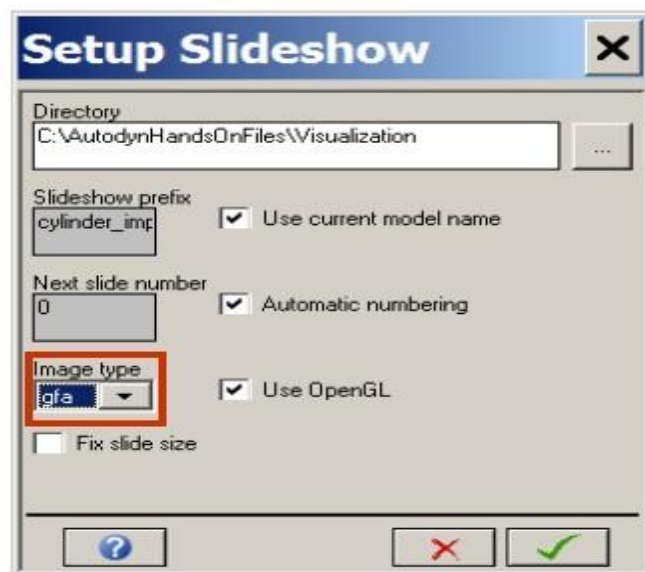 Setup Slideshow
Directory
C:\AutodynHandsOnFiles\Visualization
...
Slideshow prefix
cylinder_imp
Use current model name
Next slide number
0
Automatic numbering
Image type
gfa
Use OpenGL
Fix slide size
?